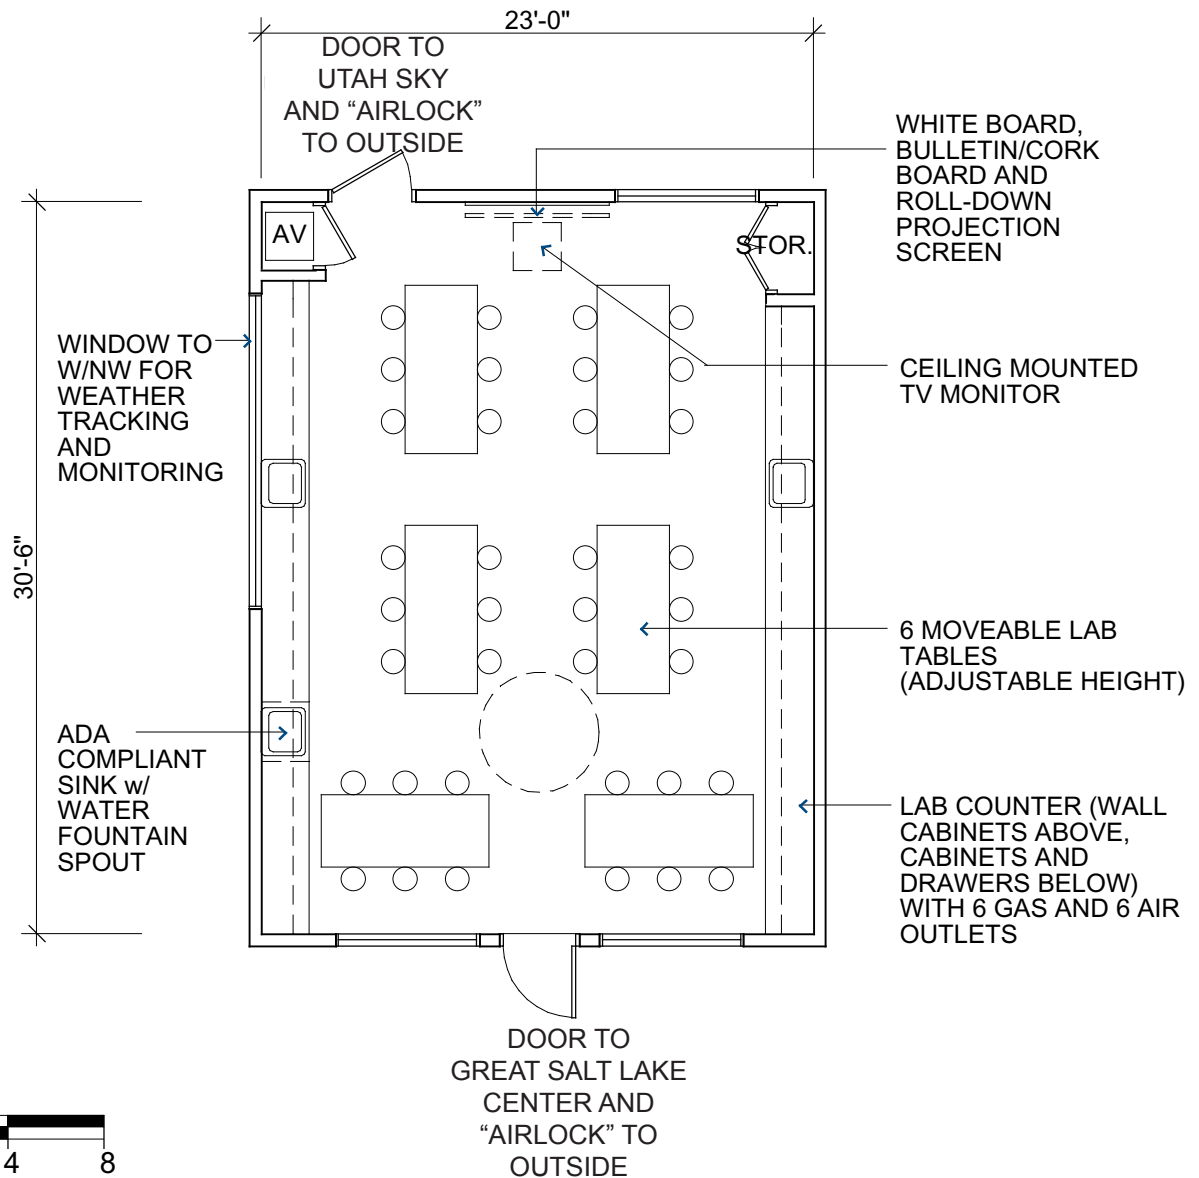 23'-0"
DOOR TO
UTAH SKY
AND “AIRLOCK”
TO OUTSIDE
WHITE BOARD,
BULLETIN/CORK
BOARD AND
ROLL-DOWN
PROJECTION
SCREEN
AV
STOR.
WINDOW TO
W/NW FOR
WEATHER
TRACKING
AND
MONITORING
CEILING MOUNTED
TV MONITOR
30'-6"
6 MOVEABLE LAB
TABLES
(ADJUSTABLE HEIGHT)
ADA
COMPLIANT
SINK w/
WATER
FOUNTAIN
SPOUT
LAB COUNTER (WALL
CABINETS ABOVE,
CABINETS AND
DRAWERS BELOW)
WITH 6 GAS AND 6 AIR
OUTLETS
DOOR TO
GREAT SALT LAKE
CENTER AND
“AIRLOCK” TO
OUTSIDE
4 8